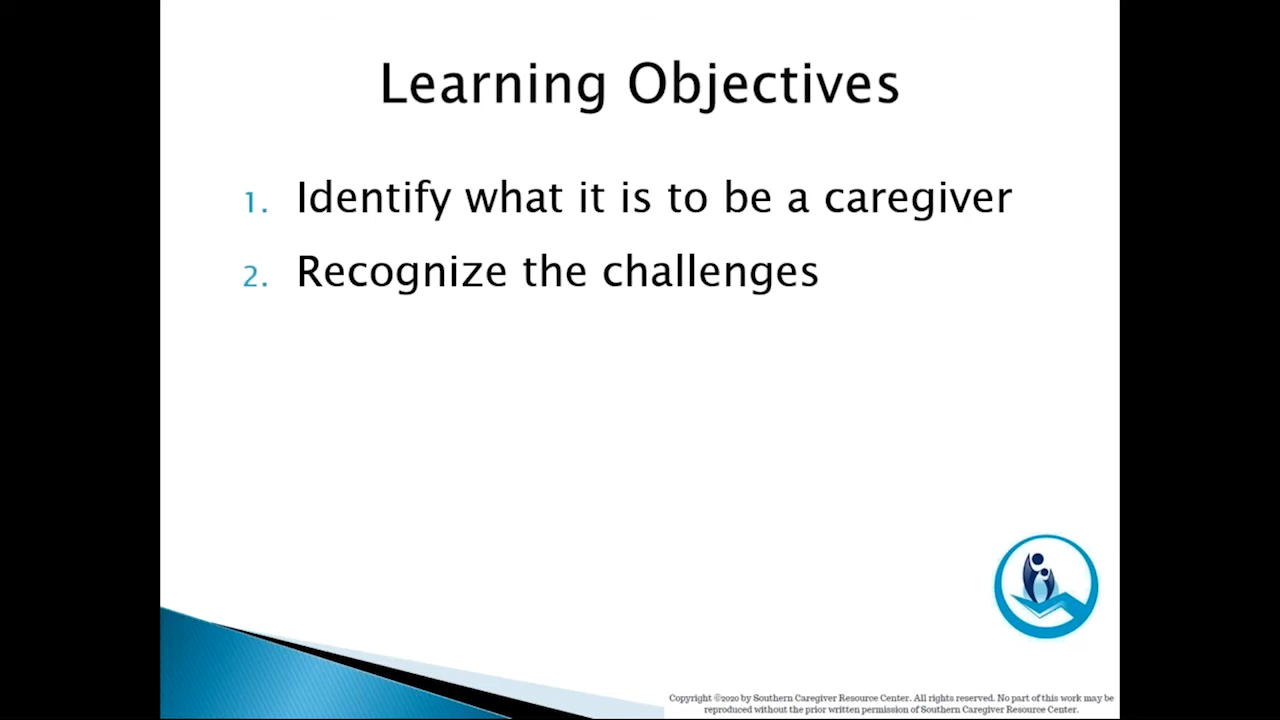 Learning Objectives
1. Identify what it is to be a caregiver
2. Recognize the challenges
Copyright ©2020 by Southern Caregiver Resource Center. All rights reserved. No part of this work may be
reproduced without the prior written permission of Southern Caregiver Resource Center.